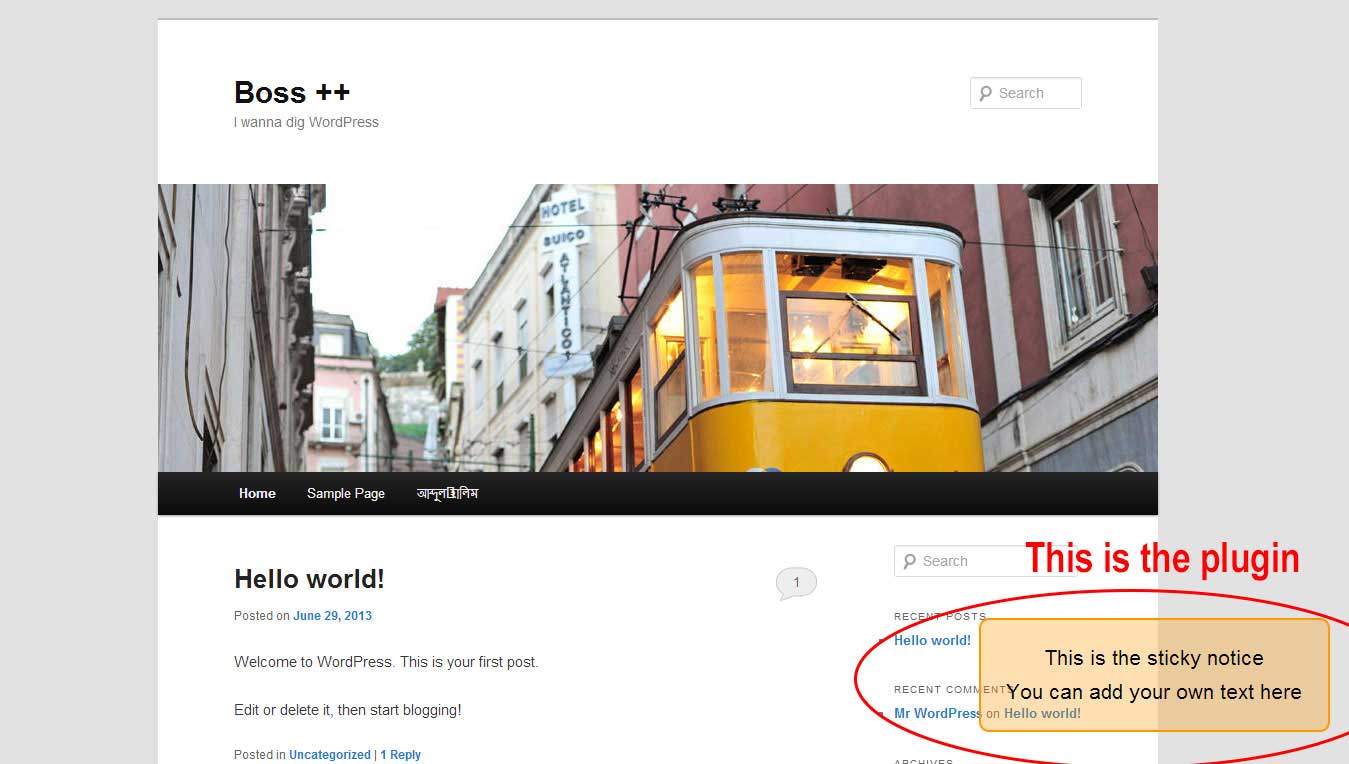 Boss ++
I wanna dig WordPress
Search
HOTEL
SUICO
ATLANTICO
Home Sample Page আব্দুল হালিম
Hello world!
1
Posted on June 29, 2013
Welcome to WordPress. This is your first post.
Edit or delete it, then start blogging!
Posted in Uncategorized | 1 Reply
Search
This is the plugin
RECENT POSTS
Hello world!
RECENT COMMENTS
Mr WordPress on Hello world!
This is the sticky notice
You can add your own text here
ARCHIVES